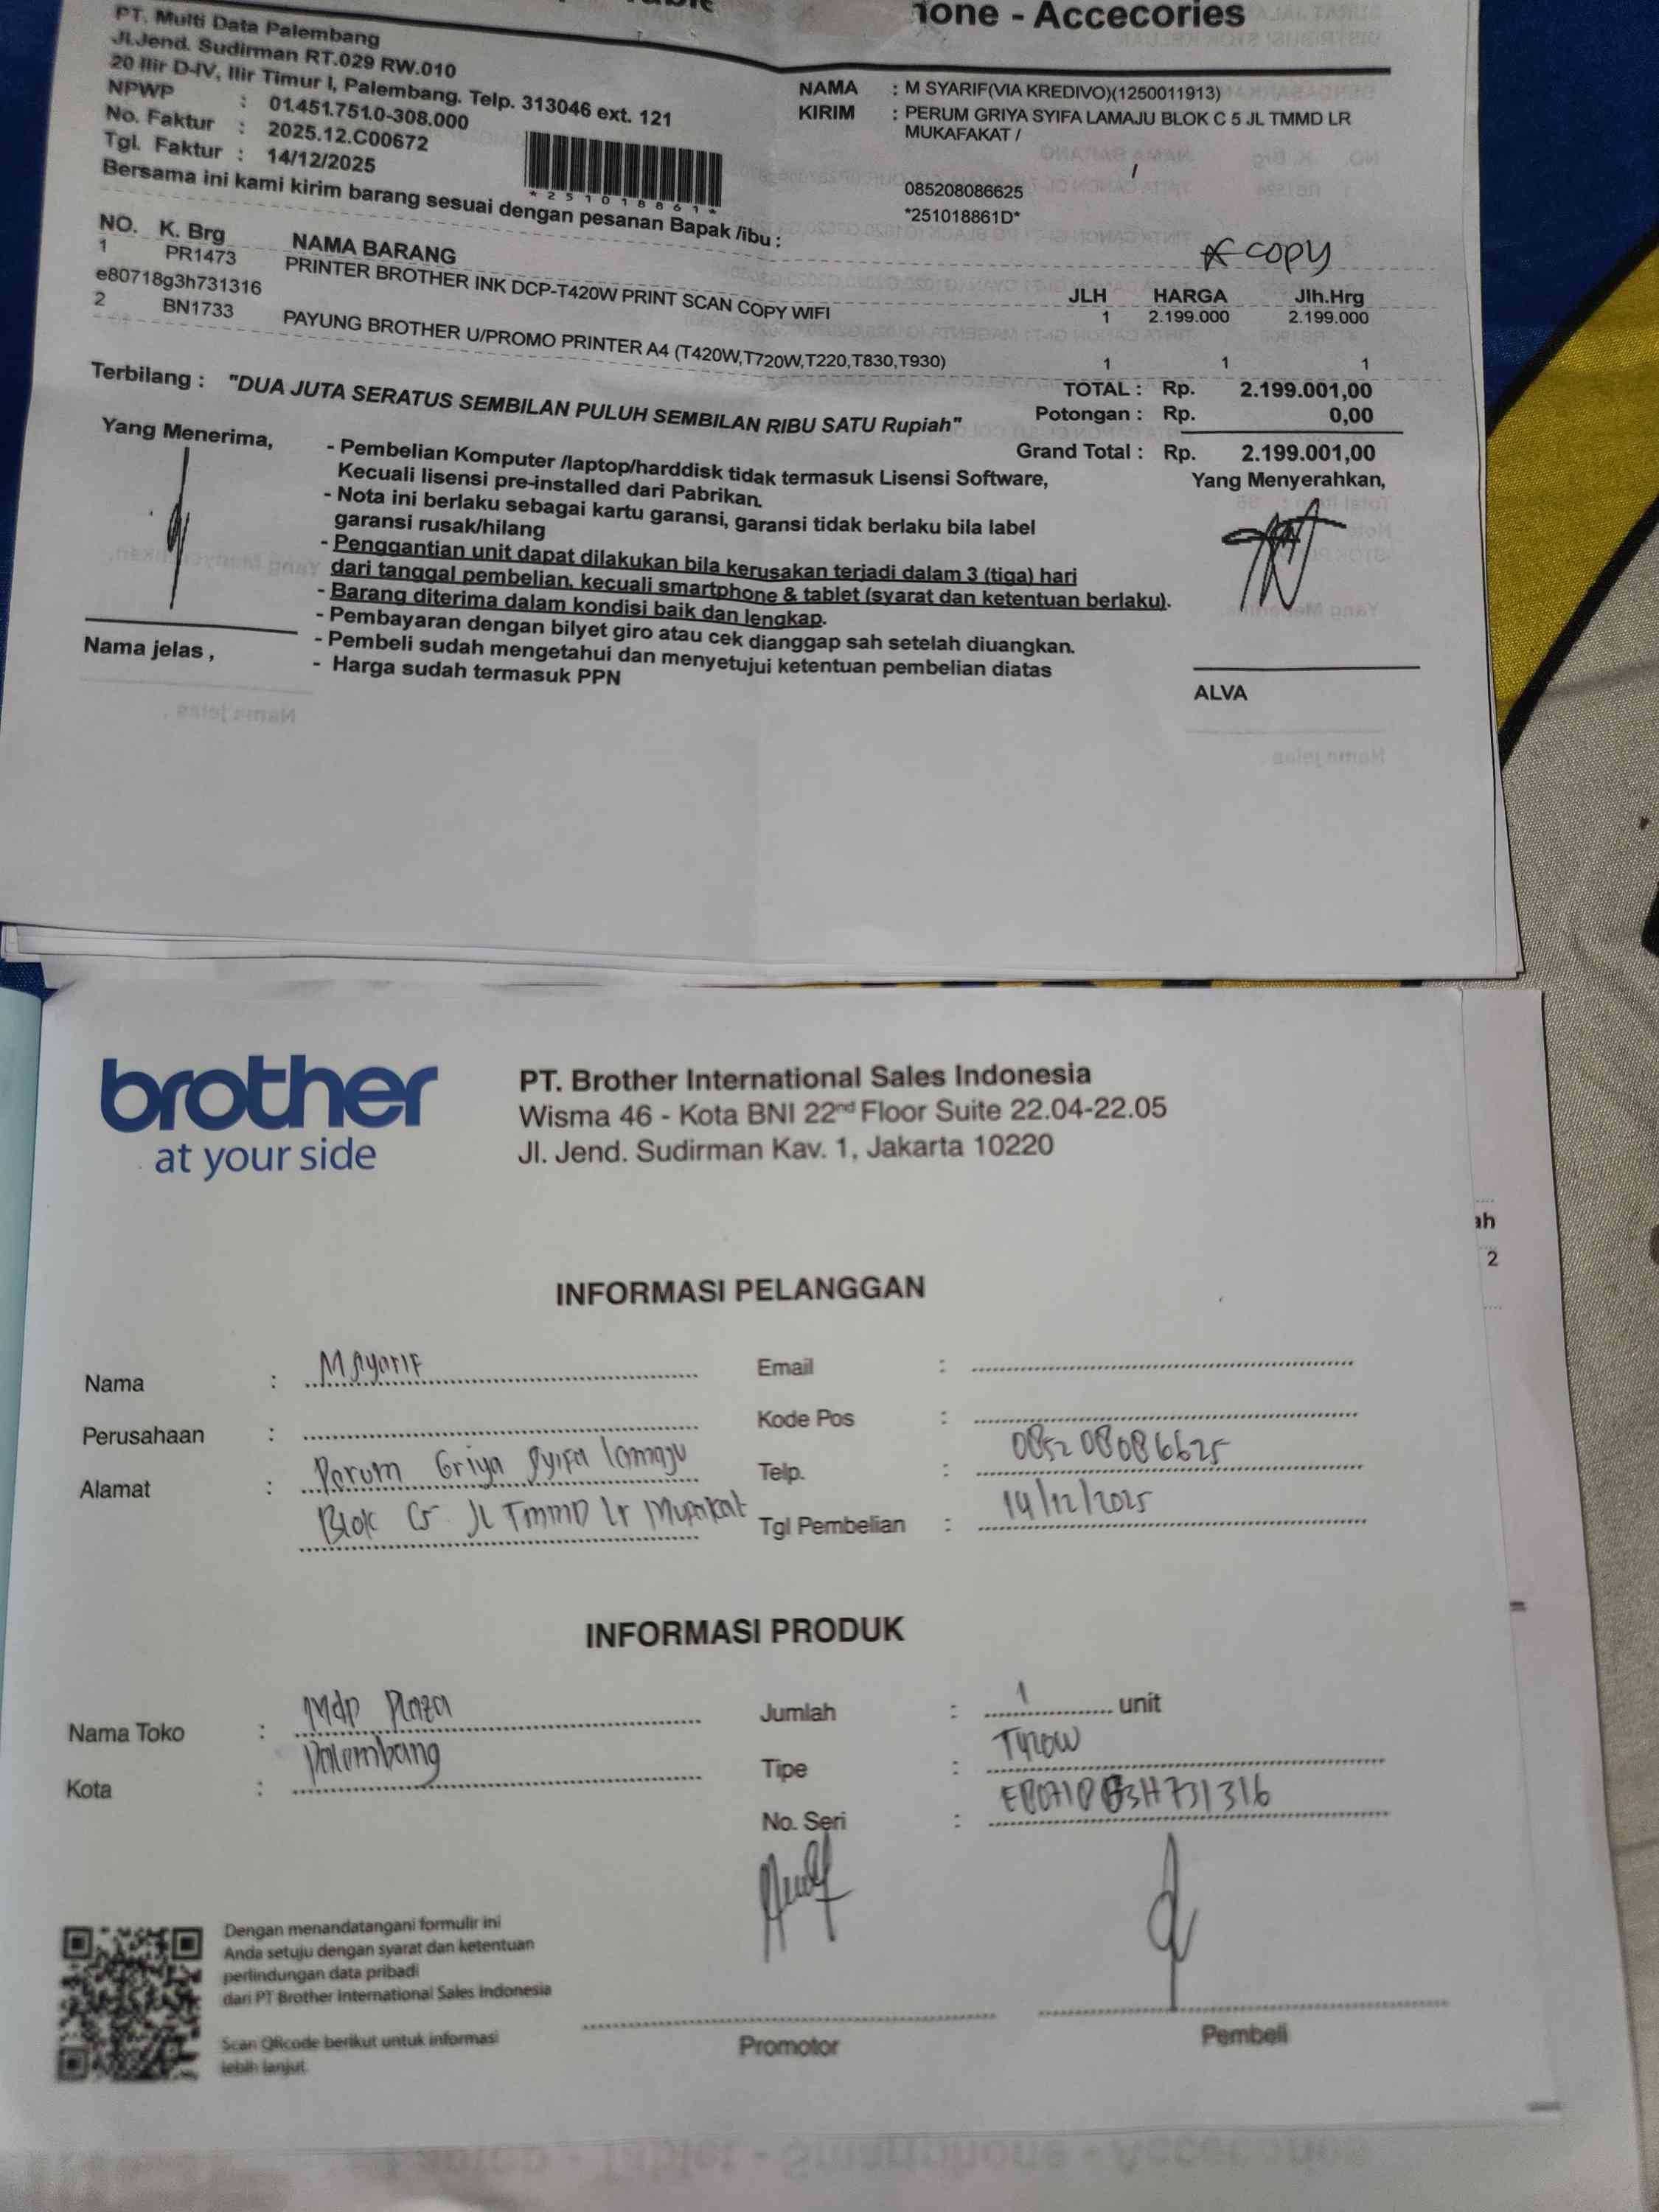 one - Accecories
PT. Multi Data Palembang
Jl.Jend. Sudirman RT.029 RW.010
20 Ilir D-IV, Ilir Timur I, Palembang. Telp. 313046 ext. 121
NPWP : 01.451.751.0-308.000
No. Faktur : 2025.12.C00672
Tgl. Faktur : 14/12/2025
*251018861*
NAMA : M SYARIF(VIA KREDIVO)(1250011913)
KIRIM : PERUM GRIYA SYIFA LAMAJU BLOK C 5 JL TMMD LR
MUKAFAKAT /
/
085208086625
*251018861D*
Bersama ini kami kirim barang sesuai dengan pesanan Bapak /ibu :
copy
NO. K. Brg NAMA BARANG JLH HARGA Jlh.Hrg
1 PR1473 PRINTER BROTHER INK DCP-T420W PRINT SCAN COPY WIFI 1 2.199.000 2.199.000
e80718g3h731316
2 BN1733 PAYUNG BROTHER U/PROMO PRINTER A4 (T420W,T720W,T220,T830,T930) 1 1 1
TOTAL : Rp. 2.199.001,00
Terbilang : "DUA JUTA SERATUS SEMBILAN PULUH SEMBILAN RIBU SATU Rupiah"
Potongan : Rp. 0,00
Grand Total : Rp. 2.199.001,00
Yang Menerima,
- Pembelian Komputer /laptop/harddisk tidak termasuk Lisensi Software,
Kecuali lisensi pre-installed dari Pabrikan.
- Nota ini berlaku sebagai kartu garansi, garansi tidak berlaku bila label
garansi rusak/hilang
- Penggantian unit dapat dilakukan bila kerusakan terjadi dalam 3 (tiga) hari
dari tanggal pembelian, kecuali smartphone & tablet (syarat dan ketentuan berlaku).
- Barang diterima dalam kondisi baik dan lengkap.
- Pembayaran dengan bilyet giro atau cek dianggap sah setelah diuangkan.
- Pembeli sudah mengetahui dan menyetujui ketentuan pembelian diatas
- Harga sudah termasuk PPN
Yang Menyerahkan,
Nama jelas ,
ALVA
brother
at your side
PT. Brother International Sales Indonesia
Wisma 46 - Kota BNI 22nd Floor Suite 22.04-22.05
Jl. Jend. Sudirman Kav. 1, Jakarta 10220
ah
2
INFORMASI PELANGGAN
Nama : M Syarif
Perusahaan :
Alamat : Perum Griya Syifa lamaju
Blok C5 JL TMMD Lr Mupakat
Email :
Kode Pos :
Telp. : 085208086625
Tgl Pembelian : 14/12/2025
INFORMASI PRODUK
Nama Toko : Mdp Plaza
Kota : Palembang
Jumlah : 1 unit
Tipe : T420W
No. Seri : E80718G3H731316
Dengan menandatangani formulir ini
Anda setuju dengan syarat dan ketentuan
perlindungan data pribadi
dari PT Brother International Sales Indonesia
Scan QRcode berikut untuk informasi
lebih lanjut.
Promotor
Pembeli